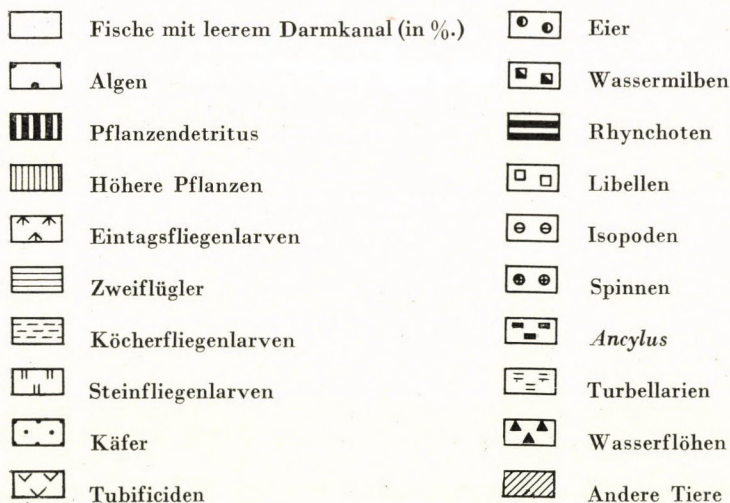 Fische mit leerem Darmkanal (in %.)
Algen
Pflanzendetritus
Höhere Pflanzen
Eintagsfliegenlarven
Zweiflügler
Köcherfliegenlarven
Steinfliegenlarven
Käfer
Tubificiden
Eier
Wassermilben
Rhynchoten
Libellen
Isopoden
Spinnen
Ancylus
Turbellarien
Wasserflöhen
Andere Tiere